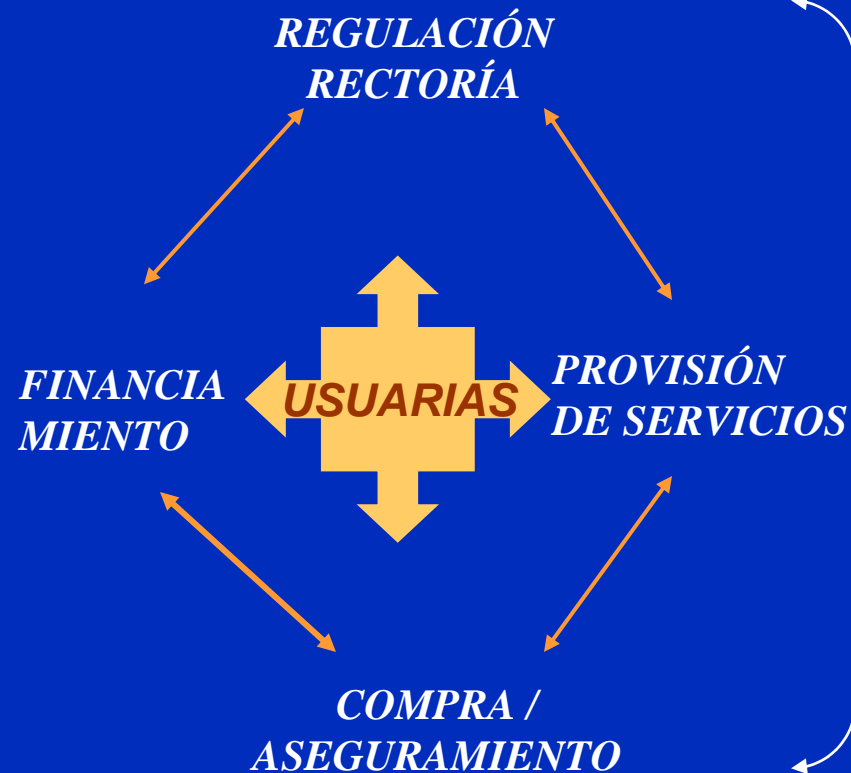 REGULACIÓN
RECTORÍA
FINANCIA
MIENTO
USUARIAS
PROVISIÓN
DE SERVICIOS
COMPRA /
ASEGURAMIENTO